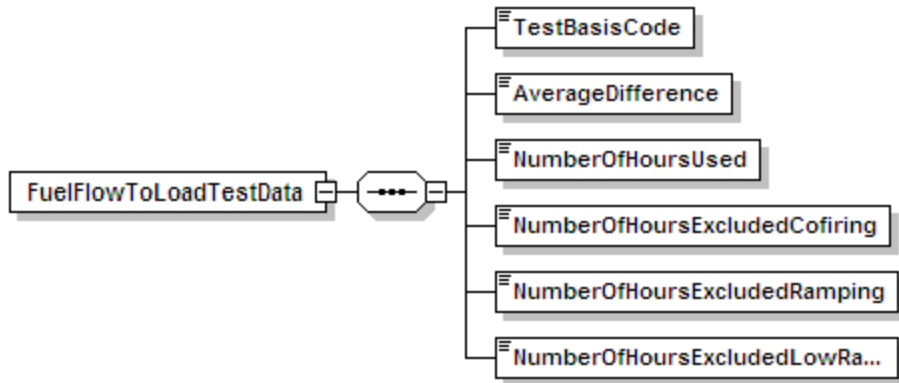 TestBasisCode
AverageDifference
NumberOfHoursUsed
FuelFlowToLoadTestData
NumberOfHoursExcludedCofiring
NumberOfHoursExcludedRamping
NumberOfHoursExcludedLowRa...